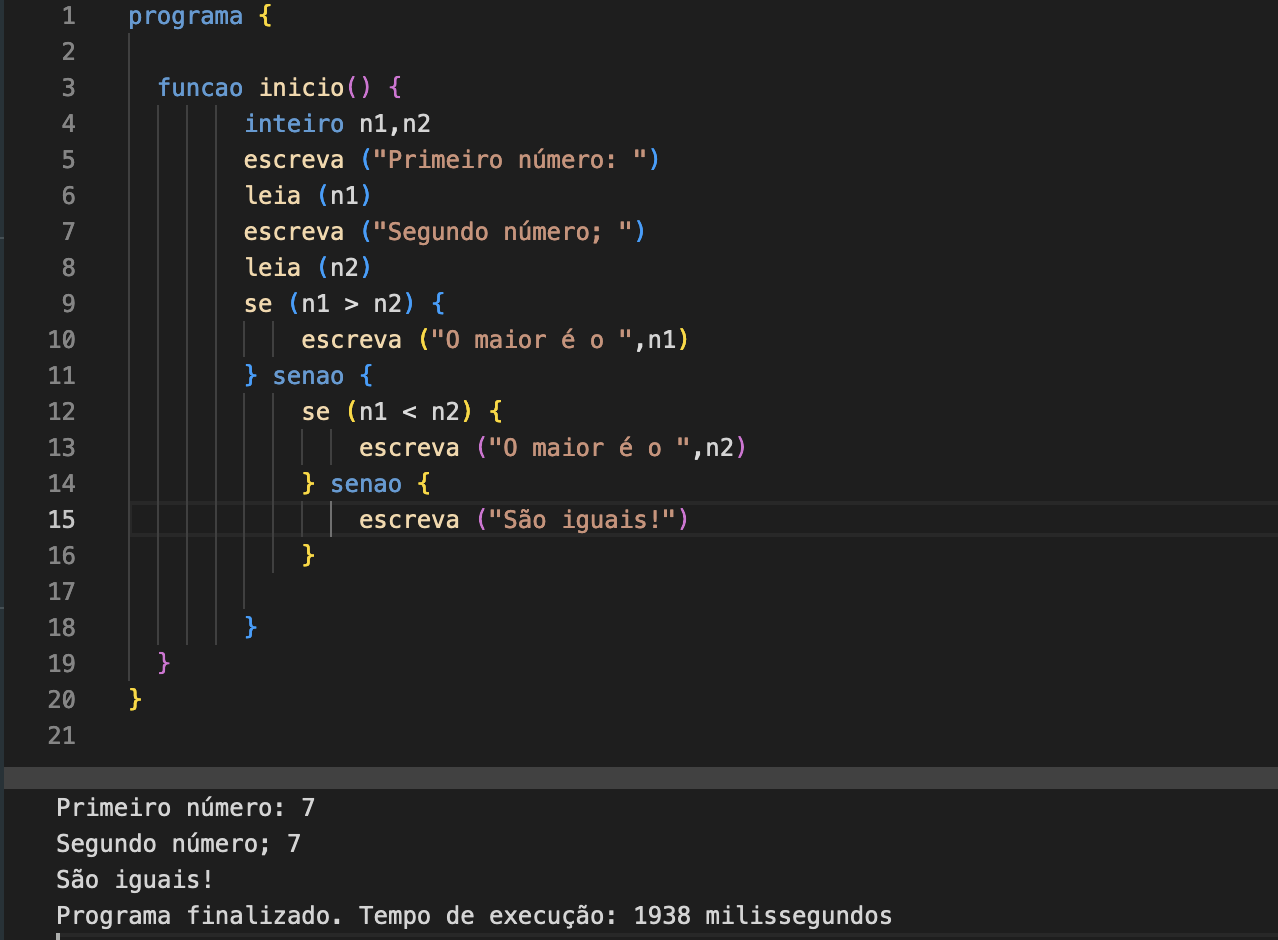 1 programa {
2
3 funcao inicio() {
4 inteiro n1,n2
5 escreva ("Primeiro número: ")
6 leia (n1)
7 escreva ("Segundo número; ")
8 leia (n2)
9 se (n1 > n2) {
10 escreva ("O maior é o ",n1)
11 } senao {
12 se (n1 < n2) {
13 escreva ("O maior é o ",n2)
14 } senao {
15 escreva ("São iguais!")
16 }
17
18 }
19 }
20 }
21
Primeiro número: 7
Segundo número; 7
São iguais!
Programa finalizado. Tempo de execução: 1938 milissegundos